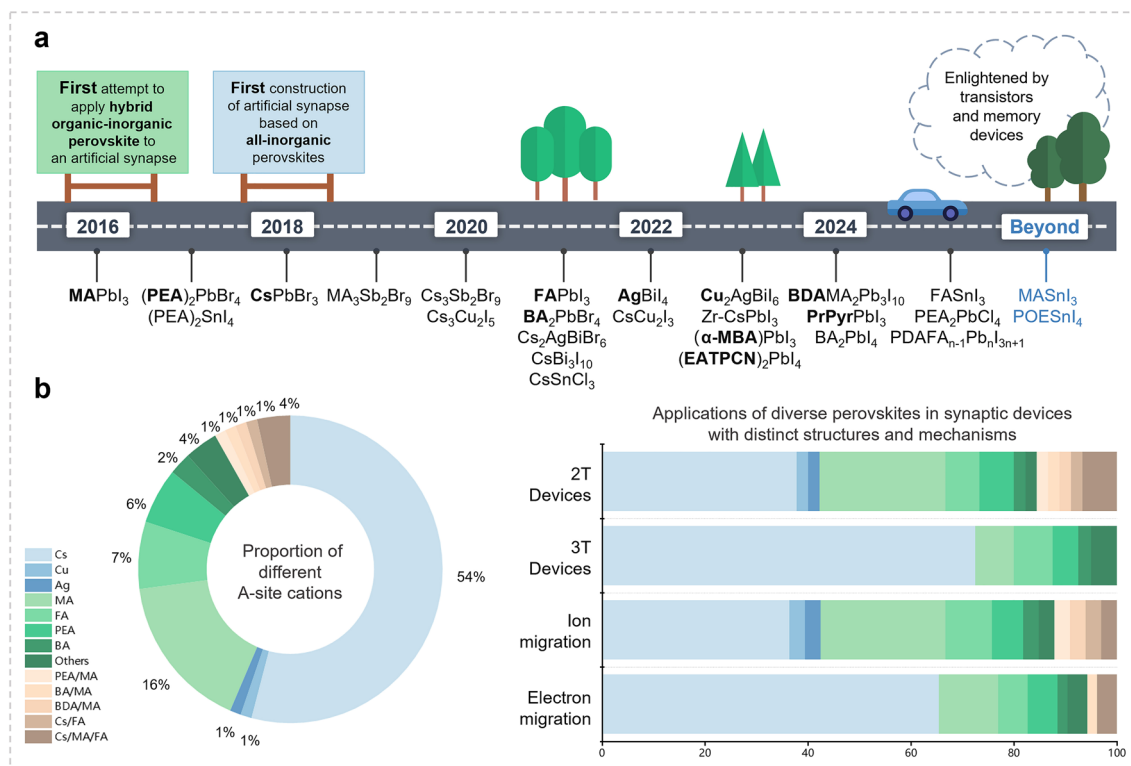 a
First attempt to
apply hybrid
organic-inorganic
perovskite to
an artificial synapse
First construction
of artificial synapse
based on
all-inorganic
perovskites
Enlightened by
transistors
and memory
devices
2016
2018
2020
2022
2024
Beyond
MAPbI₃
(PEA)₂PbBr₄
(PEA)₂SnI₄
CsPbBr₃
MA₃Sb₂Br₉
Cs₃Sb₂Br₉
Cs₃Cu₂I₅
FAPbI₃
BA₂PbBr₄
Cs₂AgBiBr₆
CsBi₃I₁₀
CsSnCl₃
AgBiI₄
CsCu₂I₃
Cu₂AgBiI₆
Zr-CsPbI₃
(α-MBA)PbI₃
(EATPCN)₂PbI₄
BDAMA₂Pb₃I₁₀
PrPyrPbI₃
BA₂PbI₄
FASnI₃
PEA₂PbCl₄
PDAFAₙ₋₁PbₙI₃ₙ₊₁
MASnI₃
POESnI₄
b
Cs
Cu
Ag
MA
FA
PEA
BA
Others
PEA/MA
BA/MA
BDA/MA
Cs/FA
Cs/MA/FA
Proportion of
different
A-site cations
54%
1%
1%
16%
7%
6%
2%
4%
1%
1%
1%
1%
4%
Applications of diverse perovskites in synaptic devices
with distinct structures and mechanisms
2T
Devices
3T
Devices
Ion
migration
Electron
migration
0
20
40
60
80
100